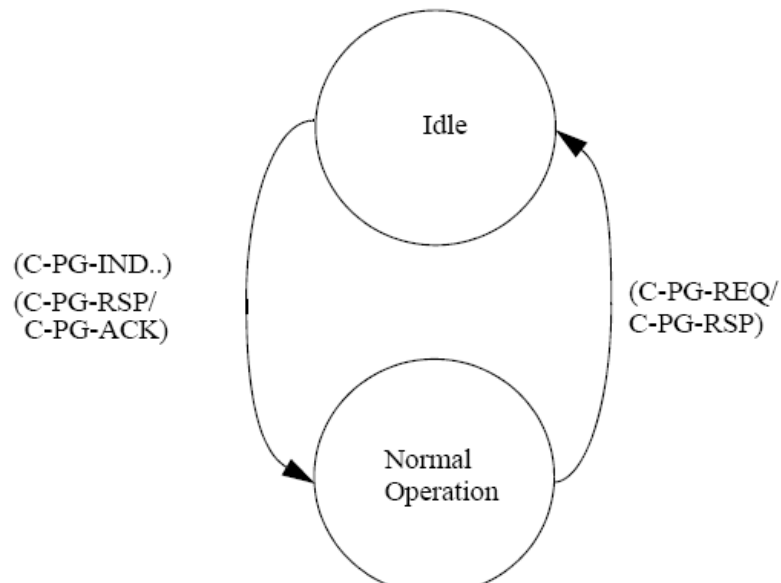 Idle
(C-PG-IND..)
(C-PG-RSP/
C-PG-ACK)
(C-PG-REQ/
C-PG-RSP)
Normal
Operation